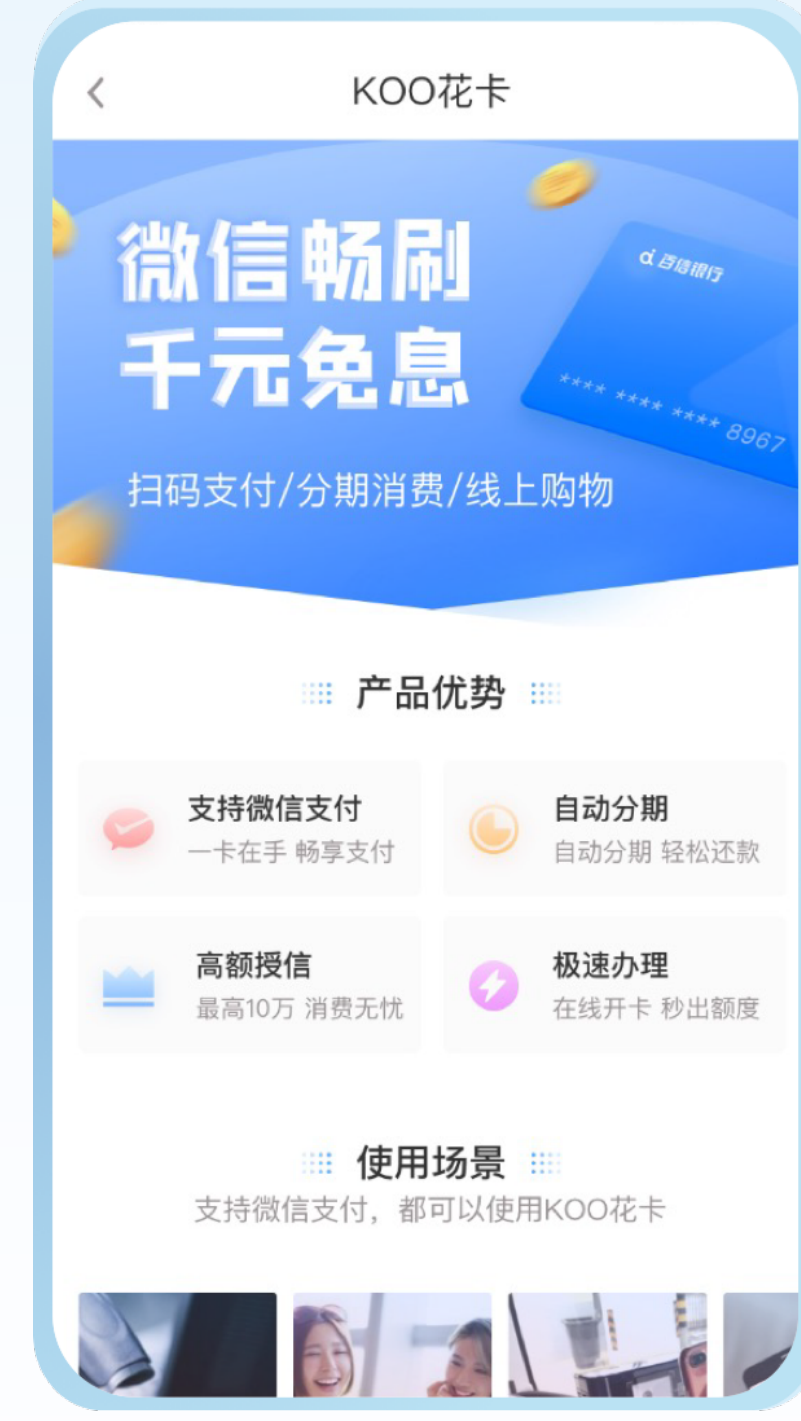 KOO花卡
微信畅刷
千元免息
扫码支付/分期消费/线上购物
百信银行
**** **** **** 8967
产品优势
支持微信支付
一卡在手 畅享支付
自动分期
自动分期 轻松还款
高额授信
最高10万 消费无忧
极速办理
在线开卡 秒出额度
使用场景
支持微信支付，都可以使用KOO花卡